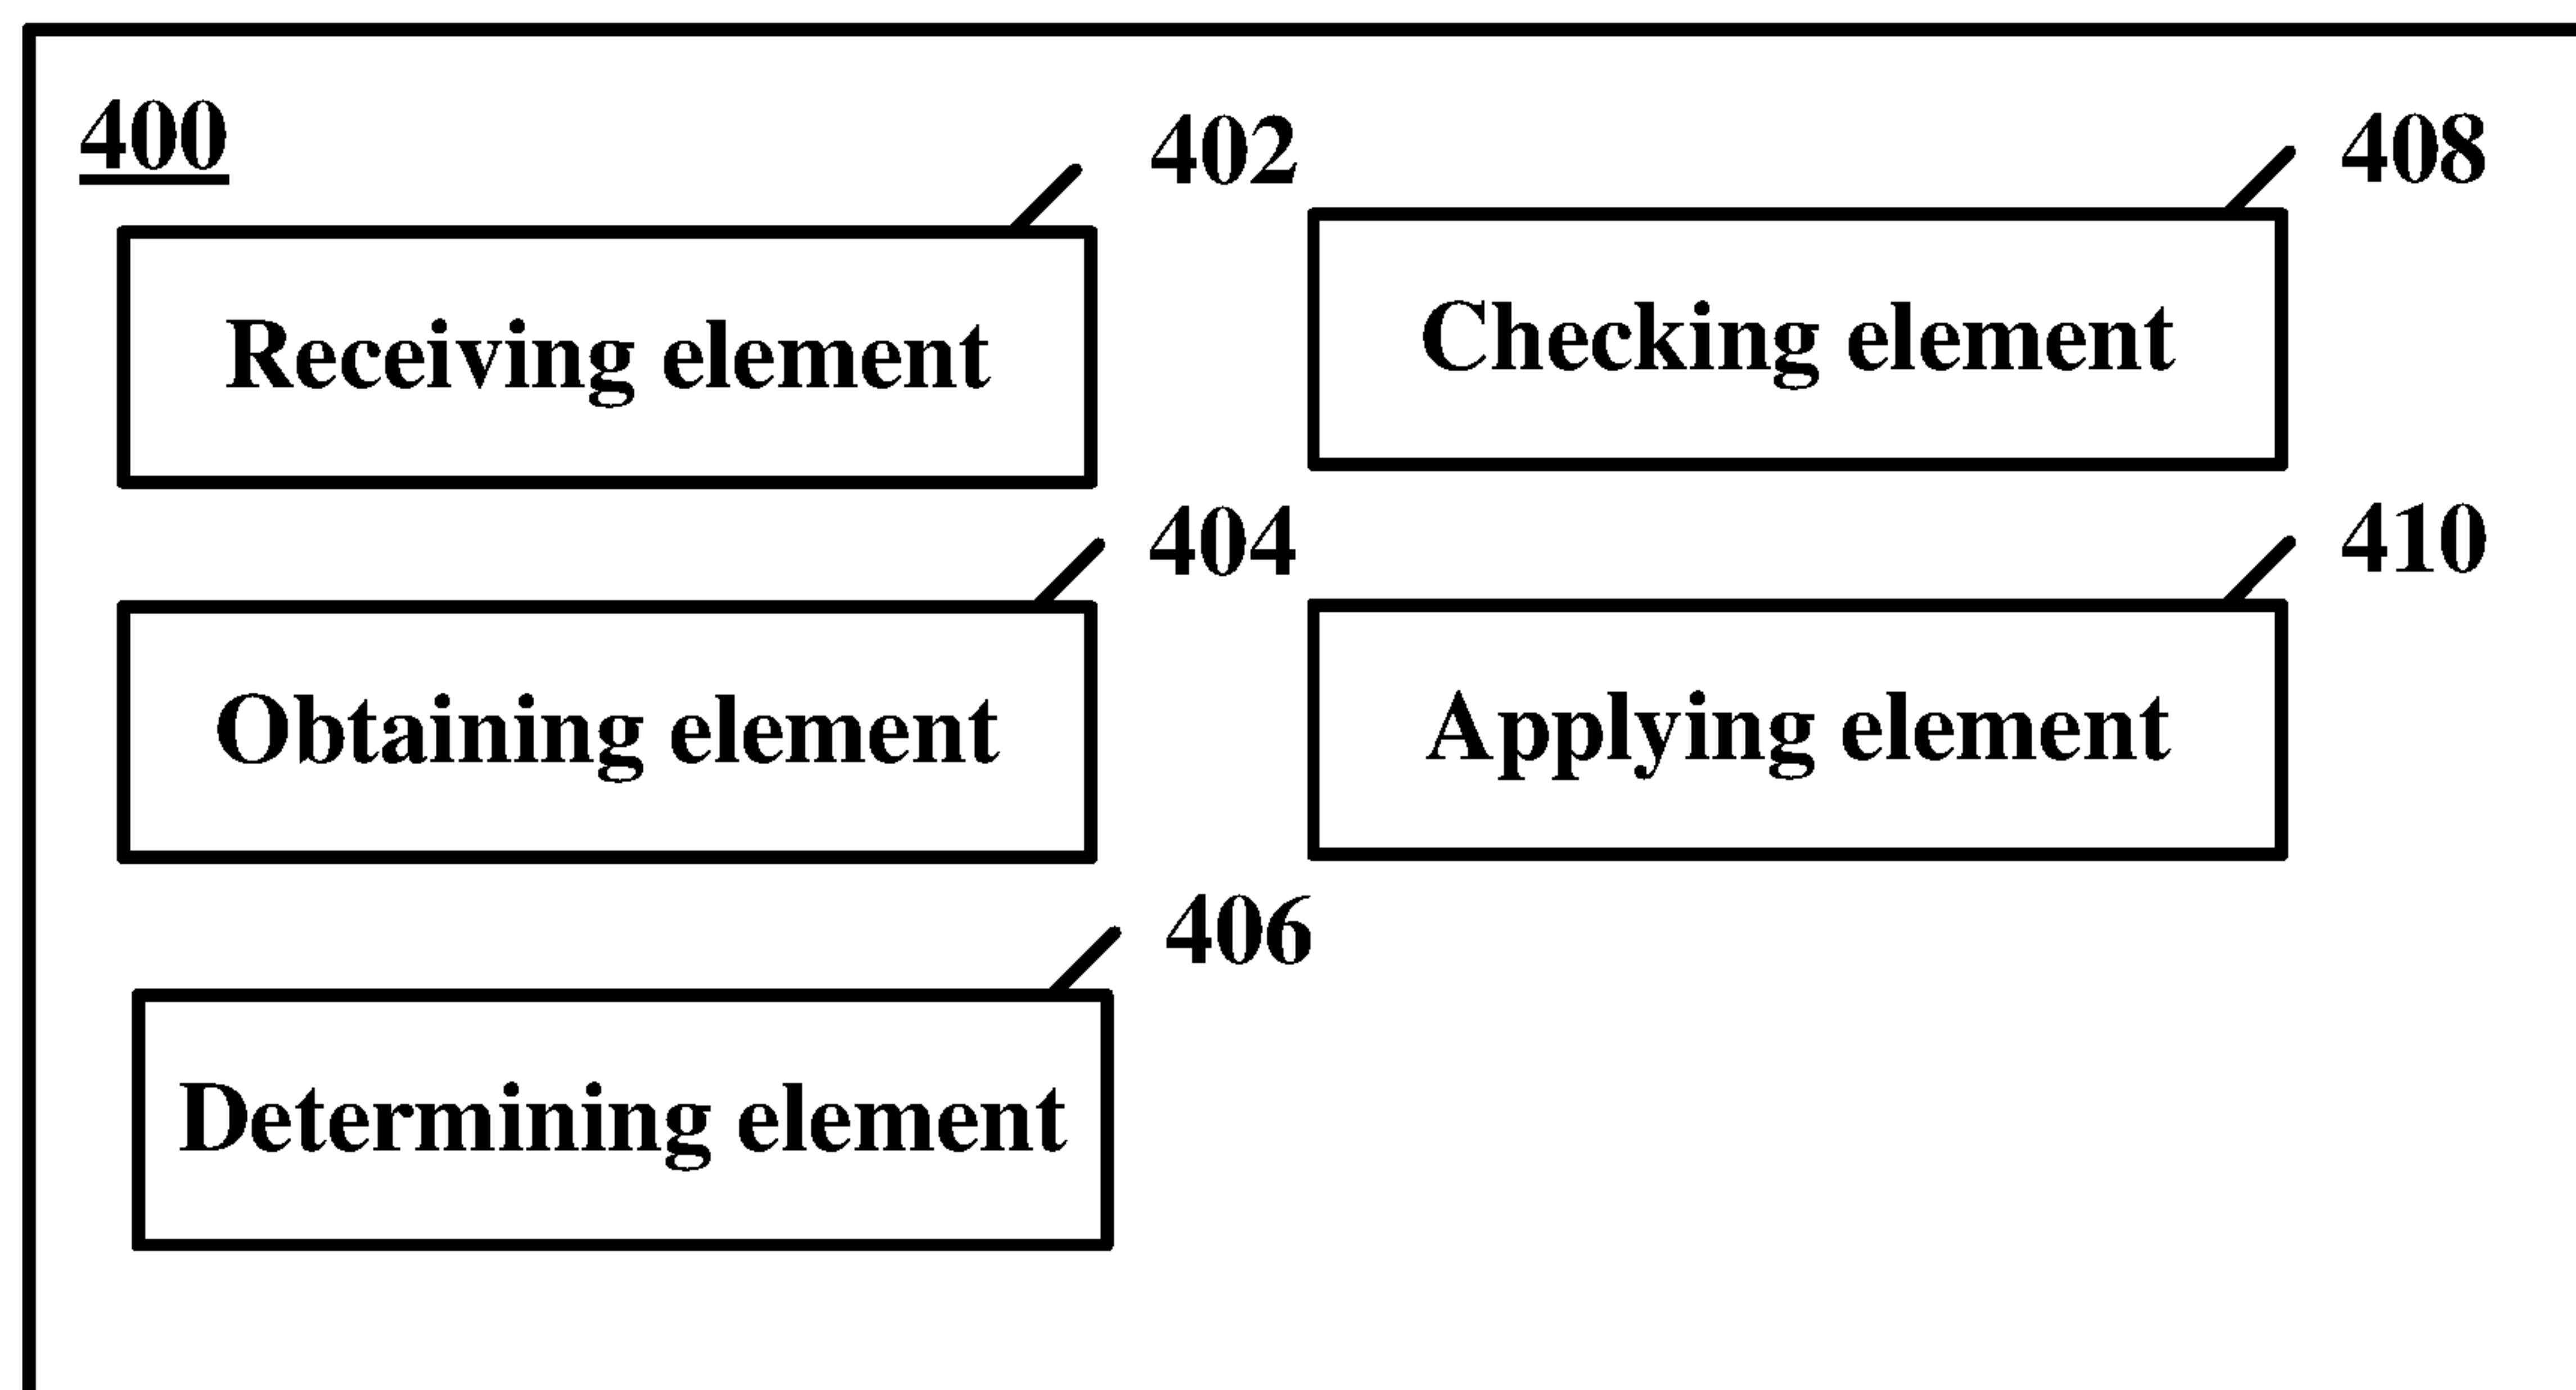 400
402
Receiving element
404
Obtaining element
406
Determining element
408
Checking element
410
Applying element